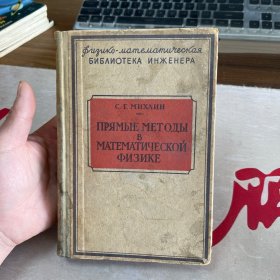 Физико-математическая
БИБЛИОТЕКА ИНЖЕНЕРА
С. Г. МИХЛИН
ПРЯМЫЕ МЕТОДЫ
В
МАТЕМАТИЧЕСКОЙ
ФИЗИКЕ